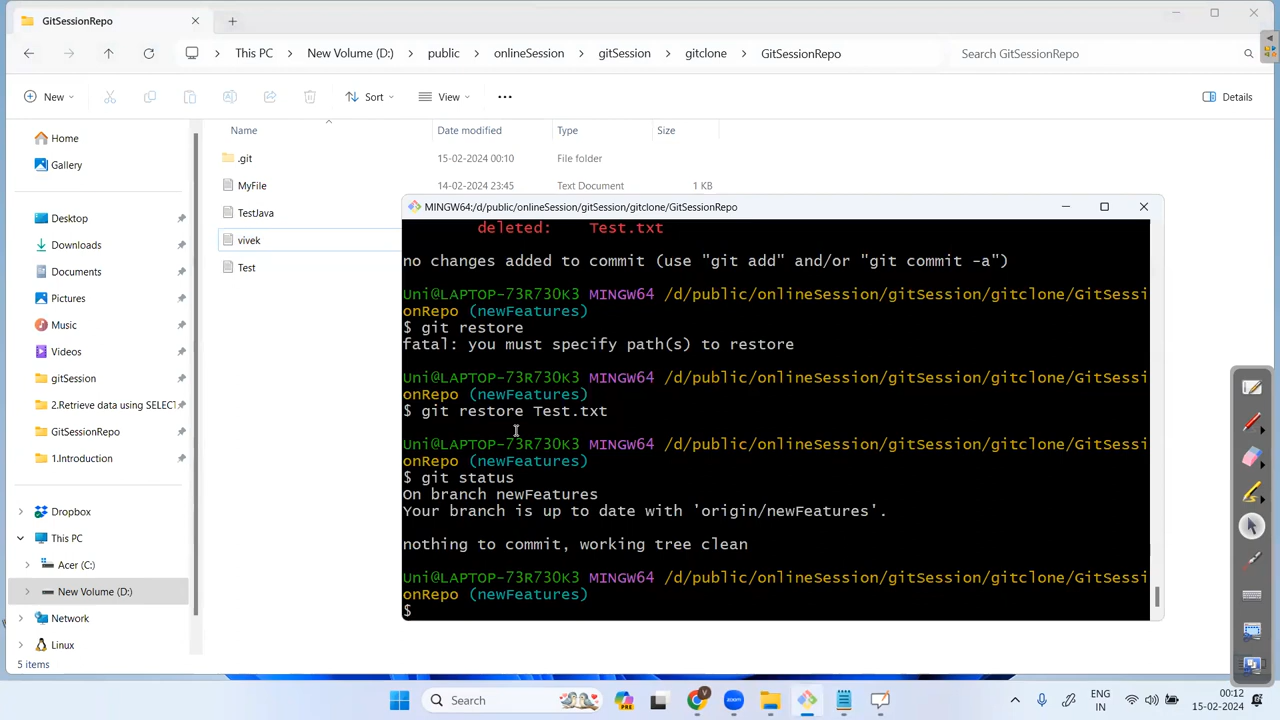 GitSessionRepo
This PC > New Volume (D:) > public > onlineSession > gitSession > gitclone > GitSessionRepo
Search GitSessionRepo
New
Sort
View
Details
Home
Gallery
Desktop
Downloads
Documents
Pictures
Music
Videos
gitSession
2.Retrieve data using SELECT
GitSessionRepo
1.Introduction
Dropbox
This PC
Acer (C:)
New Volume (D:)
Network
Linux
5 items
Name Date modified Type Size
.git 15-02-2024 00:10 File folder
MyFile 14-02-2024 23:45 Text Document 1 KB
TestJava
vivek
Test
MINGW64:/d/public/onlineSession/gitSession/gitclone/GitSessionRepo
deleted: Test.txt
no changes added to commit (use "git add" and/or "git commit -a")
Uni@LAPTOP-73R730K3 MINGW64 /d/public/onlineSession/gitSession/gitclone/GitSessi
onRepo (newFeatures)
$ git restore
fatal: you must specify path(s) to restore
Uni@LAPTOP-73R730K3 MINGW64 /d/public/onlineSession/gitSession/gitclone/GitSessi
onRepo (newFeatures)
$ git restore Test.txt
Uni@LAPTOP-73R730K3 MINGW64 /d/public/onlineSession/gitSession/gitclone/GitSessi
onRepo (newFeatures)
$ git status
On branch newFeatures
Your branch is up to date with 'origin/newFeatures'.
nothing to commit, working tree clean
Uni@LAPTOP-73R730K3 MINGW64 /d/public/onlineSession/gitSession/gitclone/GitSessi
onRepo (newFeatures)
$
Search
PRE
V
zoom
ENG
IN
00:12
15-02-2024